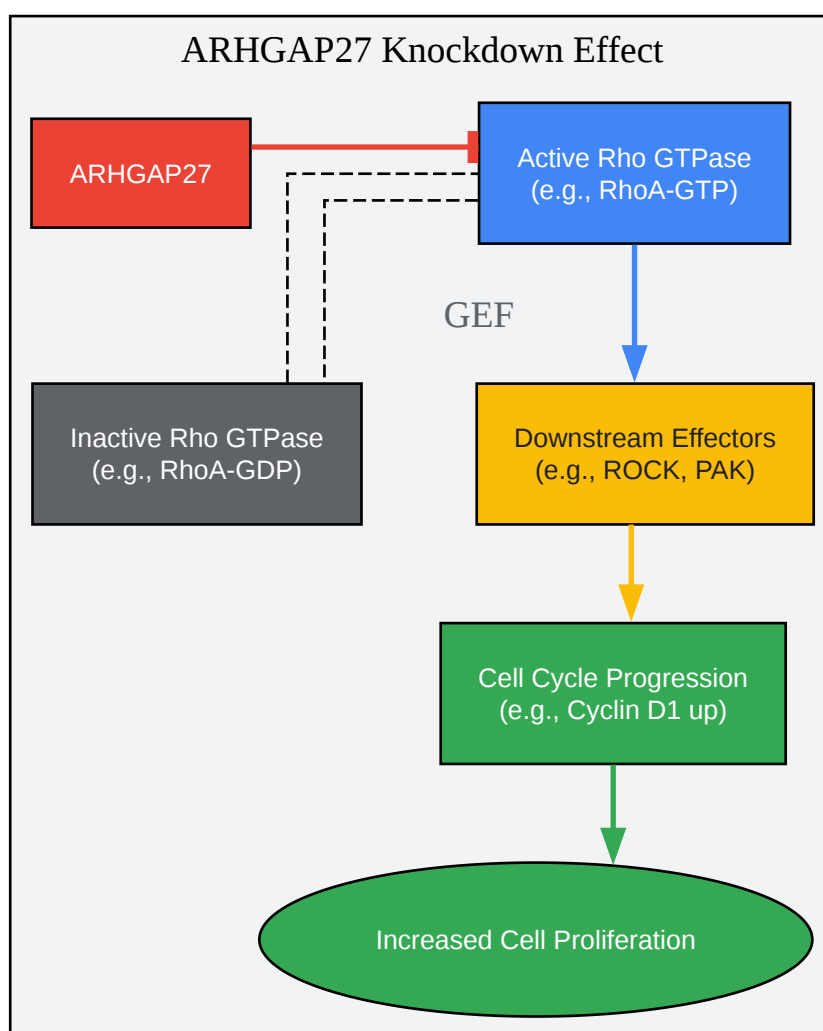 ARHGAP27 Knockdown Effect
ARHGAP27
Active Rho GTPase
(e.g., RhoA-GTP)
GEF
Inactive Rho GTPase
(e.g., RhoA-GDP)
Downstream Effectors
(e.g., ROCK, PAK)
Cell Cycle Progression
(e.g., Cyclin D1 up)
Increased Cell Proliferation